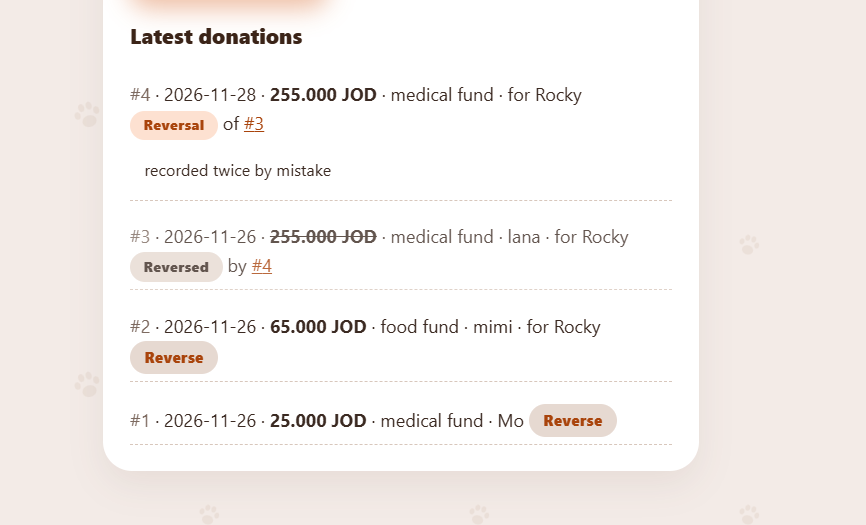 Latest donations
#4 · 2026-11-28 · 255.000 JOD · medical fund · for Rocky
Reversal of #3
recorded twice by mistake
#3 · 2026-11-26 · 255.000 JOD · medical fund · lana · for Rocky
Reversed by #4
#2 · 2026-11-26 · 65.000 JOD · food fund · mimi · for Rocky
Reverse
#1 · 2026-11-26 · 25.000 JOD · medical fund · Mo Reverse